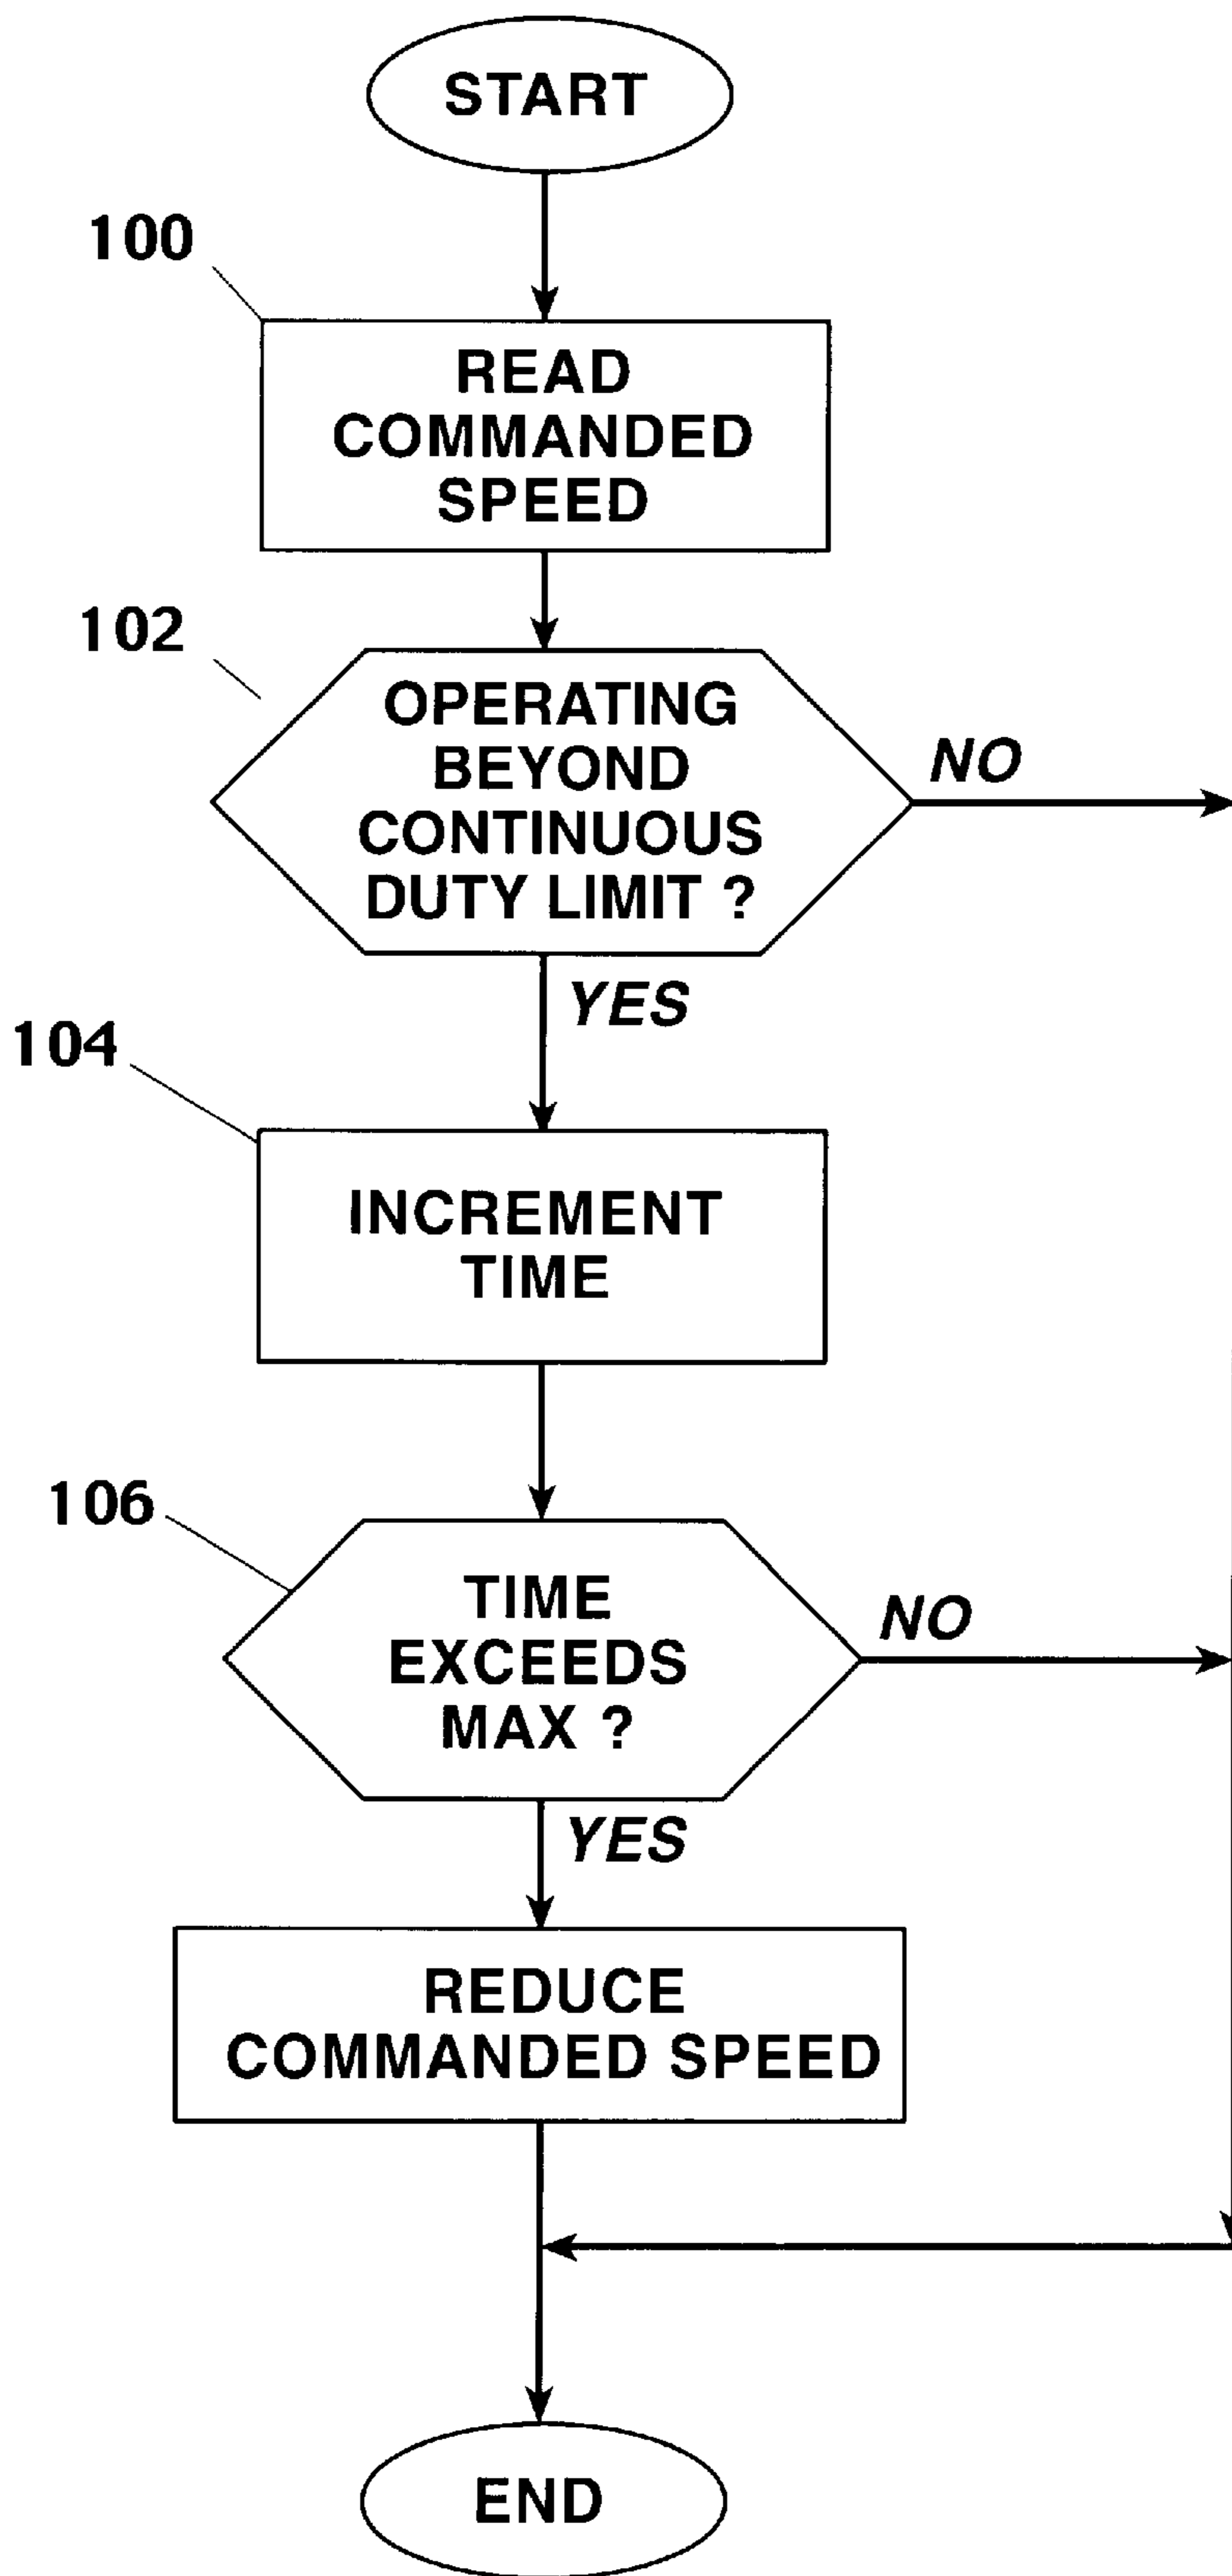 START
100
READ
COMMANDED
SPEED
102
OPERATING
BEYOND
CONTINUOUS
DUTY LIMIT ?
NO
YES
104
INCREMENT
TIME
106
TIME
EXCEEDS
MAX ?
NO
YES
REDUCE
COMMANDED SPEED
END